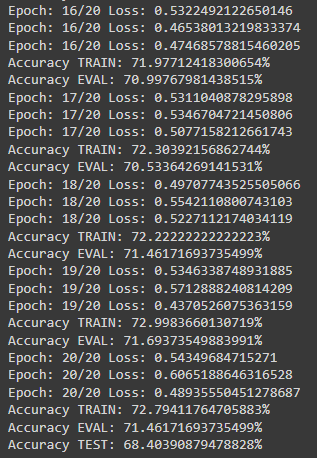 Epoch: 16/20 Loss: 0.5322492122650146
Epoch: 16/20 Loss: 0.46538013219833374
Epoch: 16/20 Loss: 0.47468578815460205
Accuracy TRAIN: 71.97712418300654%
Accuracy EVAL: 70.99767981438515%
Epoch: 17/20 Loss: 0.5311040878295898
Epoch: 17/20 Loss: 0.5346704721450806
Epoch: 17/20 Loss: 0.5077158212661743
Accuracy TRAIN: 72.30392156862744%
Accuracy EVAL: 70.53364269141531%
Epoch: 18/20 Loss: 0.49707743525505066
Epoch: 18/20 Loss: 0.5542110800743103
Epoch: 18/20 Loss: 0.5227112174034119
Accuracy TRAIN: 72.22222222222223%
Accuracy EVAL: 71.46171693735499%
Epoch: 19/20 Loss: 0.5346338748931885
Epoch: 19/20 Loss: 0.5712888240814209
Epoch: 19/20 Loss: 0.4370526075363159
Accuracy TRAIN: 72.9983660130719%
Accuracy EVAL: 71.69373549883991%
Epoch: 20/20 Loss: 0.54349684715271
Epoch: 20/20 Loss: 0.6065188646316528
Epoch: 20/20 Loss: 0.48935550451278687
Accuracy TRAIN: 72.79411764705883%
Accuracy EVAL: 71.46171693735499%
Accuracy TEST: 68.40390879478828%